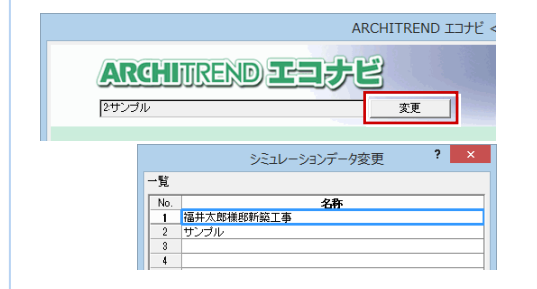 ARCHITREND エコナビ <
ARCHITREND エコナビ
2:サンプル
変更
シミュレーションデータ変更 ? ×
一覧
No. 名称
1 福井太郎様邸新築工事
2 サンプル
3
4